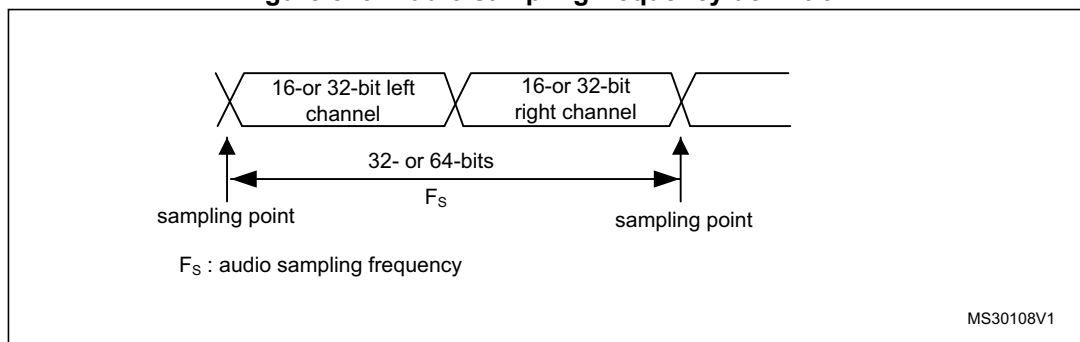 16-or 32-bit left
channel
16-or 32-bit
right channel
32- or 64-bits
FS
sampling point
sampling point
FS : audio sampling frequency
MS30108V1